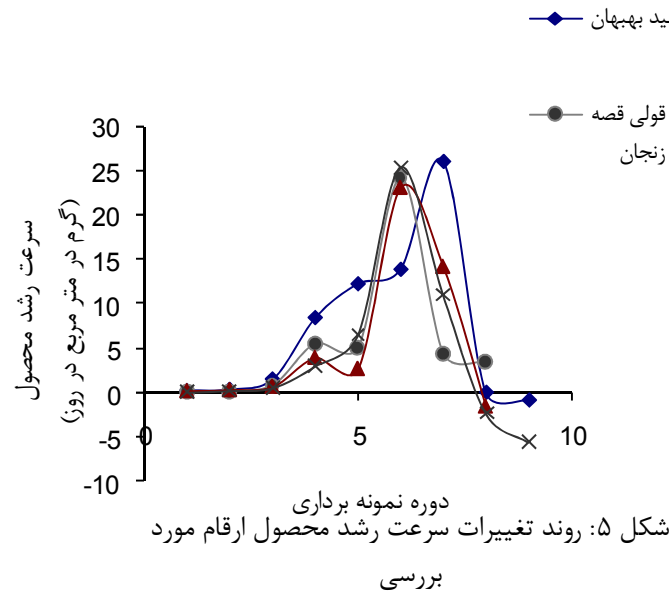 ید بهبهان
قولی قصه
زنجان
30
25
20
15
10
5
0
-5
-10
0
5
10
سرعت رشد محصول
(گرم در متر مربع در روز)
دوره نمونه برداری
شکل ۵: روند تغییرات سرعت رشد محصول ارقام مورد
بررسی